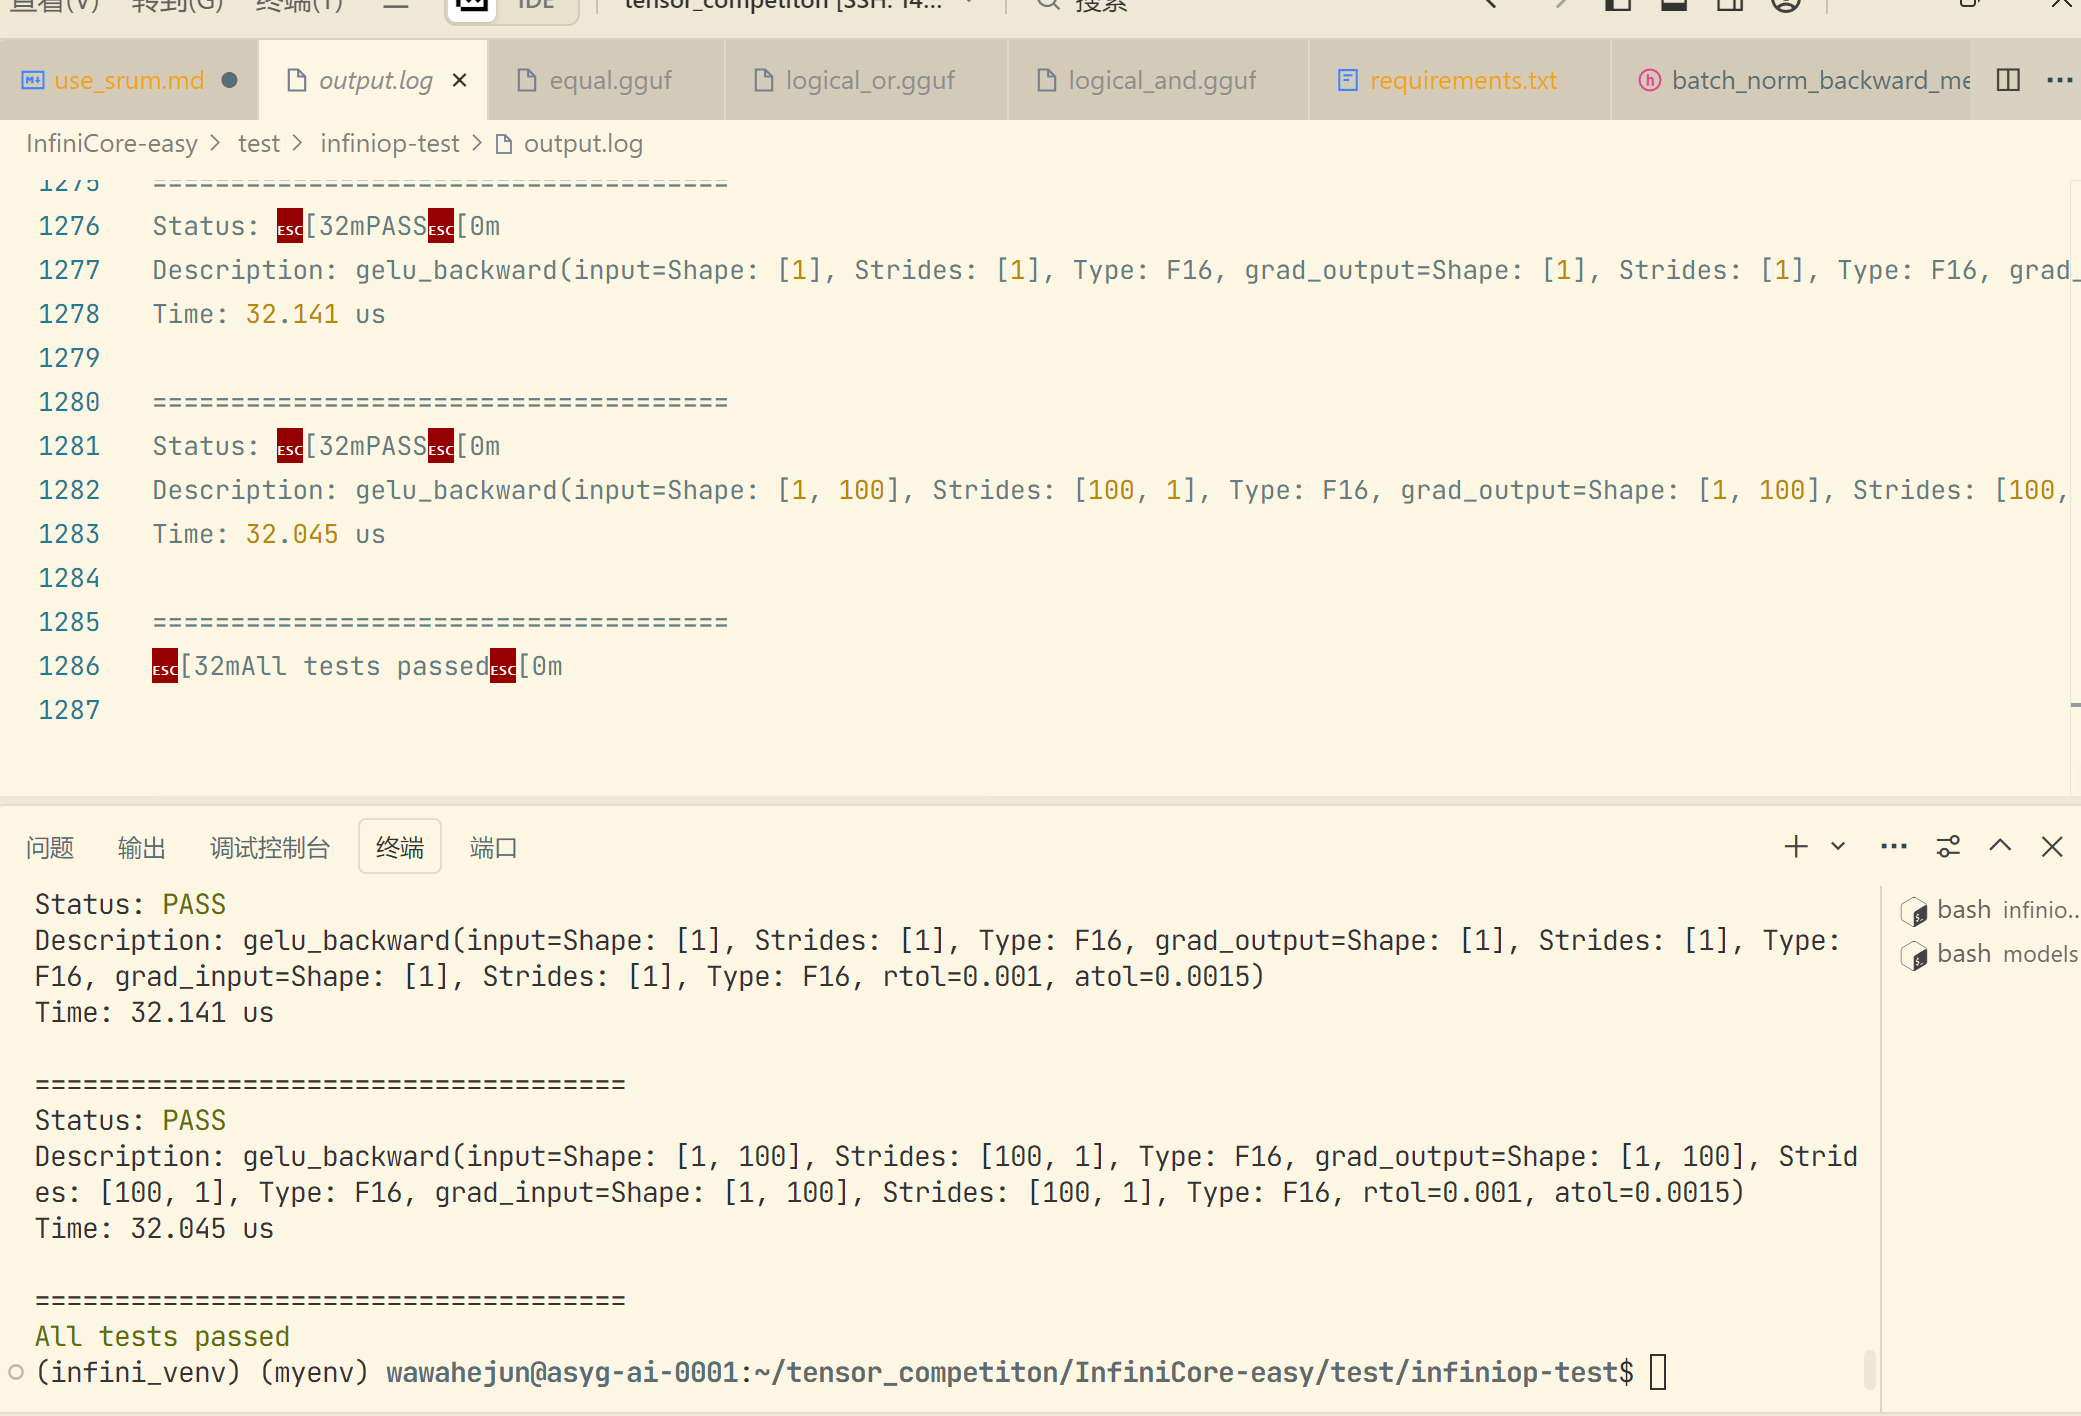 查看(V) 转到(G) 终端(T) IDE tensor_competiton [SSH: 14... 搜索
use_srum.md output.log equal.gguf logical_or.gguf logical_and.gguf requirements.txt batch_norm_backward_me
InfiniCore-easy > test > infiniop-test > output.log
1275 =====================================
1276 Status: ESC[32mPASSESC[0m
1277 Description: gelu_backward(input=Shape: [1], Strides: [1], Type: F16, grad_output=Shape: [1], Strides: [1], Type: F16, grad_
1278 Time: 32.141 us
1279
1280 =====================================
1281 Status: ESC[32mPASSESC[0m
1282 Description: gelu_backward(input=Shape: [1, 100], Strides: [100, 1], Type: F16, grad_output=Shape: [1, 100], Strides: [100,
1283 Time: 32.045 us
1284
1285 =====================================
1286 ESC[32mAll tests passedESC[0m
1287
问题 输出 调试控制台 终端 端口
Status: PASS
Description: gelu_backward(input=Shape: [1], Strides: [1], Type: F16, grad_output=Shape: [1], Strides: [1], Type:
F16, grad_input=Shape: [1], Strides: [1], Type: F16, rtol=0.001, atol=0.0015)
Time: 32.141 us
=====================================
Status: PASS
Description: gelu_backward(input=Shape: [1, 100], Strides: [100, 1], Type: F16, grad_output=Shape: [1, 100], Strid
es: [100, 1], Type: F16, grad_input=Shape: [1, 100], Strides: [100, 1], Type: F16, rtol=0.001, atol=0.0015)
Time: 32.045 us
=====================================
All tests passed
(infini_venv) (myenv) wawahejun@asyg-ai-0001:~/tensor_competiton/InfiniCore-easy/test/infiniop-test$
bash infinio...
bash models